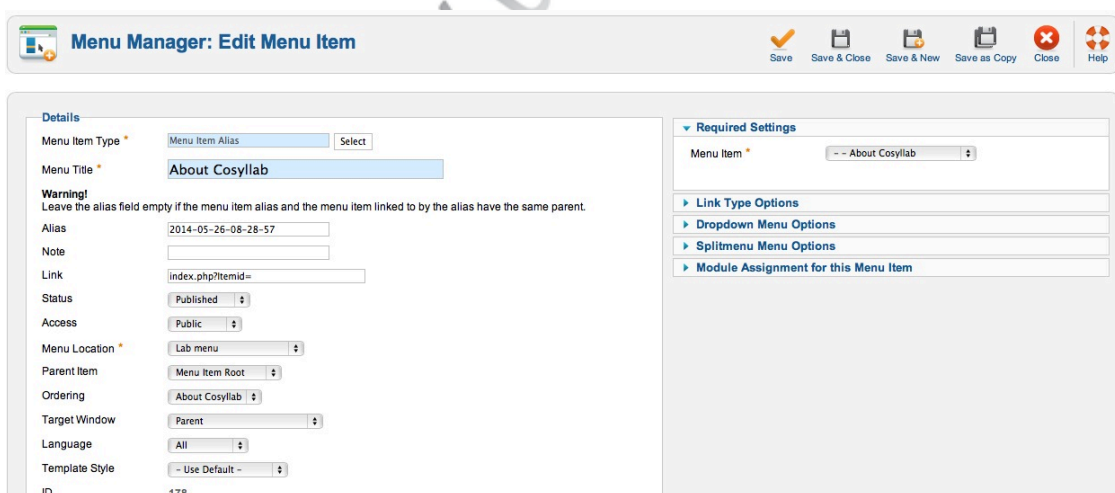 Menu Manager: Edit Menu Item
Save
Save & Close
Save & New
Save as Copy
Close
Help
Details
Menu Item Type *
Menu Item Alias
Select
Menu Title *
About Cosyllab
Warning!
Leave the alias field empty if the menu item alias and the menu item linked to by the alias have the same parent.
Alias
2014-05-26-08-28-57
Note
Link
index.php?Itemid=
Status
Published
Access
Public
Menu Location *
Lab menu
Parent Item
Menu Item Root
Ordering
About Cosyllab
Target Window
Parent
Language
All
Template Style
- Use Default -
ID
178
Required Settings
Menu Item *
- - About Cosyllab
Link Type Options
Dropdown Menu Options
Splitmenu Menu Options
Module Assignment for this Menu Item